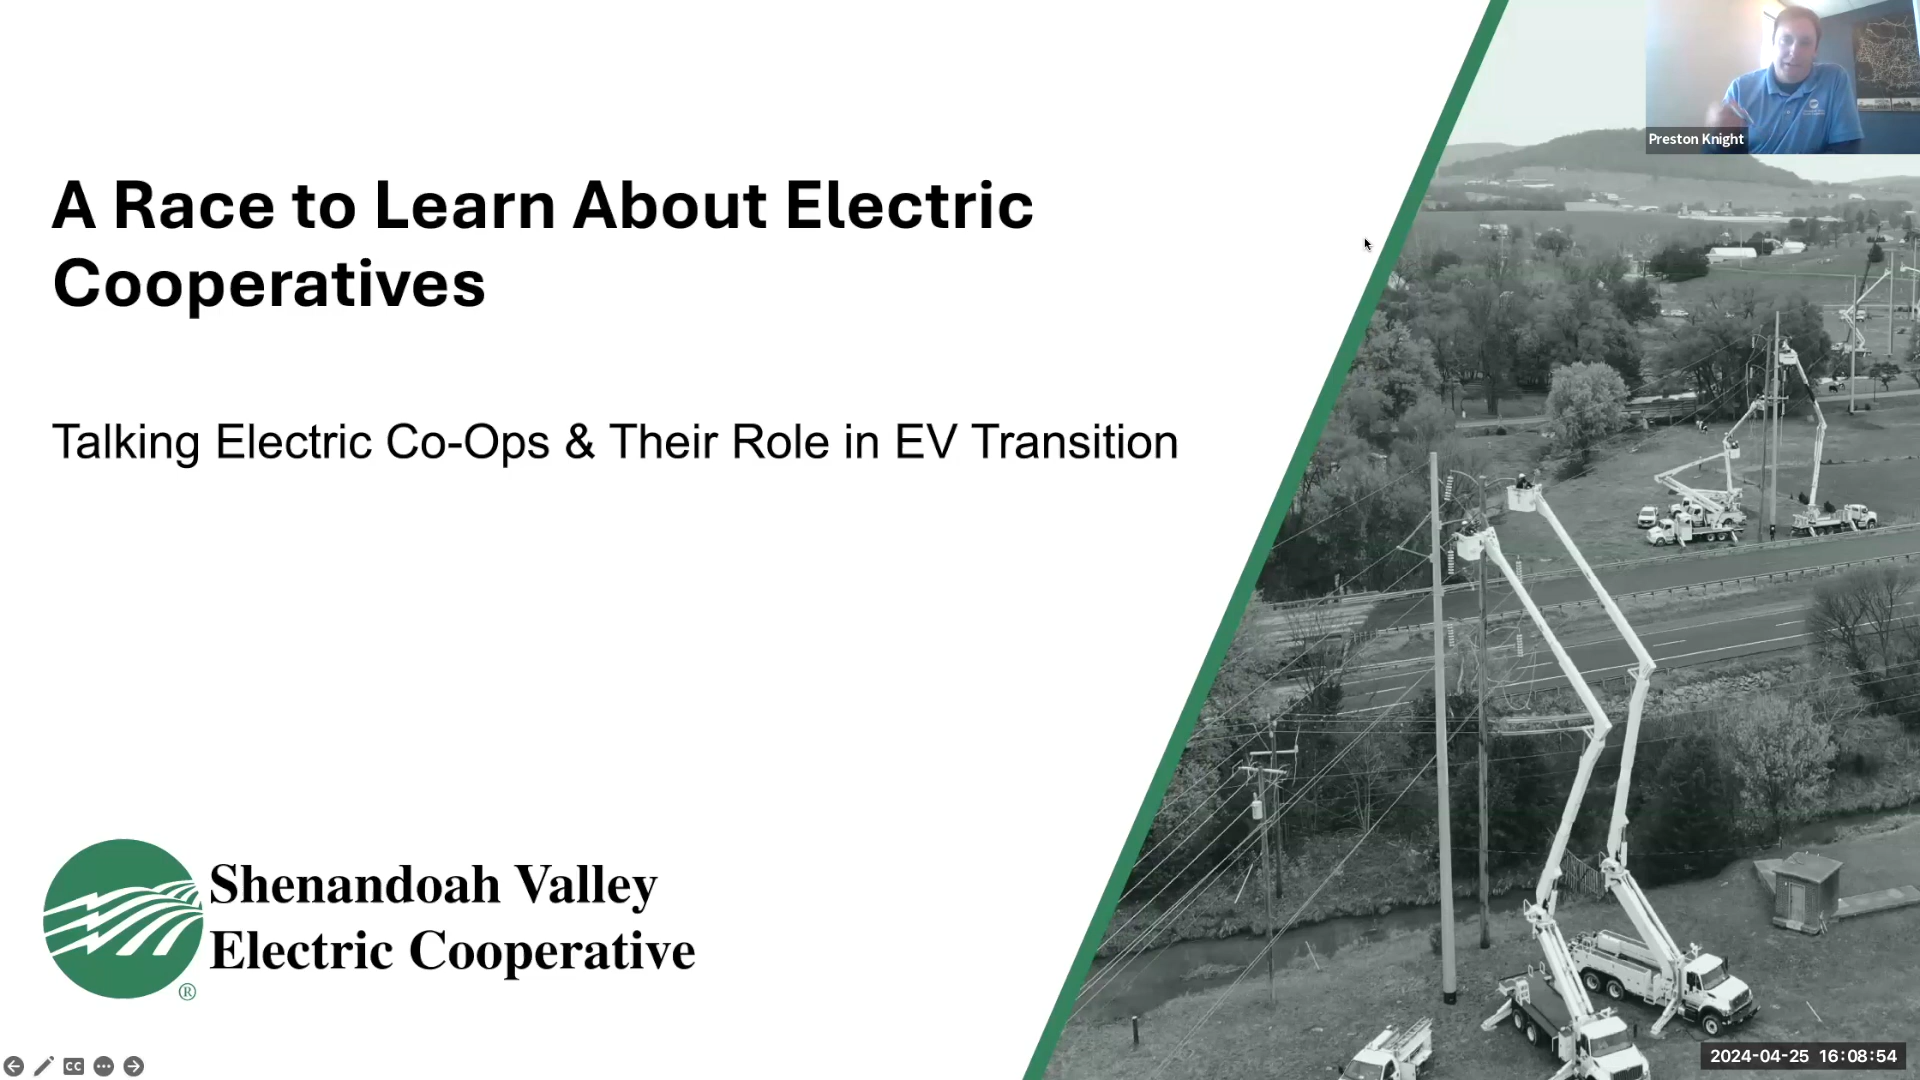 Preston Knight
A Race to Learn About Electric
Cooperatives
Talking Electric Co-Ops & Their Role in EV Transition
Shenandoah Valley
Electric Cooperative
®
CC
2024-04-25 16:08:54